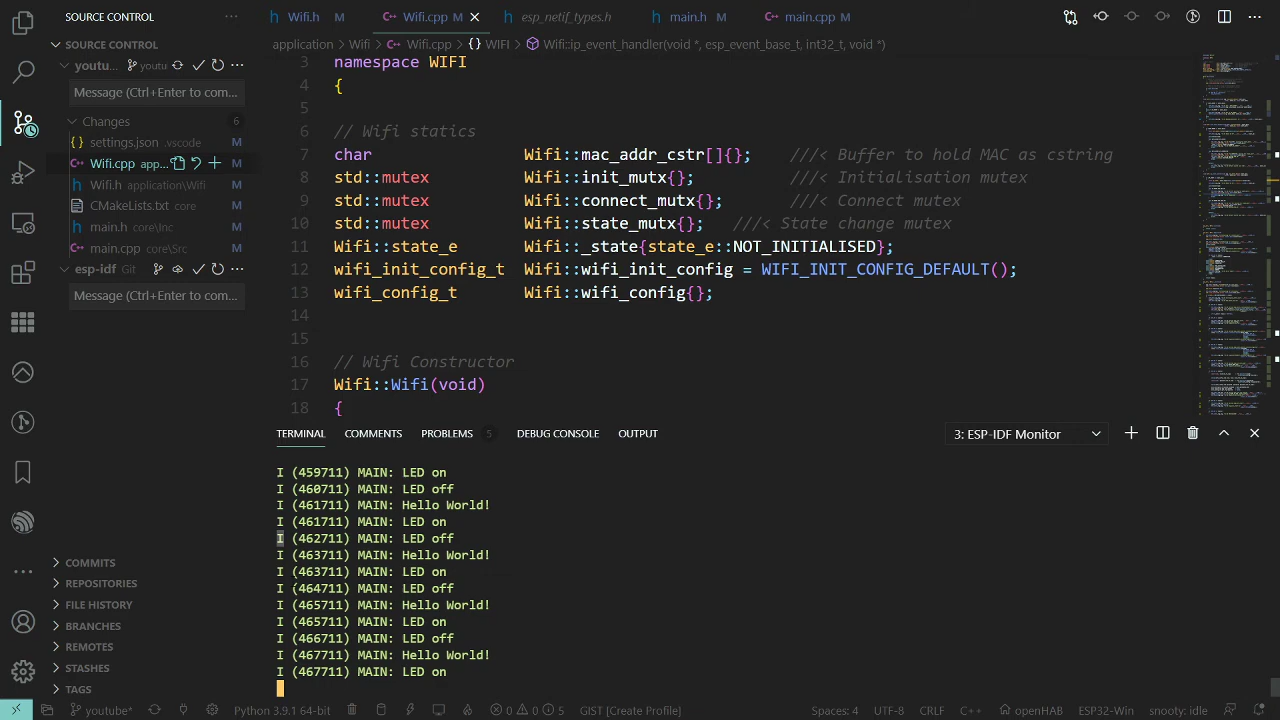 SOURCE CONTROL
SOURCE CONTROL
youtu... youtu
Message (Ctrl+Enter to com...
Changes 6
settings.json .vscode M
Wifi.cpp app... M
Wifi.h application\Wifi M
CMakeLists.txt core M
main.h core\Inc M
main.cpp core\Src M
esp-idf Git
Message (Ctrl+Enter to com...
COMMITS
REPOSITORIES
FILE HISTORY
BRANCHES
REMOTES
STASHES
TAGS
Wifi.h M
Wifi.cpp M
esp_netif_types.h
main.h M
main.cpp M
application > Wifi > Wifi.cpp > {} WIFI > Wifi::ip_event_handler(void *, esp_event_base_t, int32_t, void *)
3 namespace WIFI
4 {
5
6 // Wifi statics
7 char Wifi::mac_addr_cstr[]{}; ///< Buffer to hold MAC as cstring
8 std::mutex Wifi::init_mutx{}; ///< Initialisation mutex
9 std::mutex Wifi::connect_mutx{}; ///< Connect mutex
10 std::mutex Wifi::state_mutx{}; ///< State change mutex
11 Wifi::state_e Wifi::_state{state_e::NOT_INITIALISED};
12 wifi_init_config_t Wifi::wifi_init_config = WIFI_INIT_CONFIG_DEFAULT();
13 wifi_config_t Wifi::wifi_config{};
14
15
16 // Wifi Constructor
17 Wifi::Wifi(void)
18 {
TERMINAL COMMENTS PROBLEMS 5 DEBUG CONSOLE OUTPUT 3: ESP-IDF Monitor
I (459711) MAIN: LED on
I (460711) MAIN: LED off
I (461711) MAIN: Hello World!
I (461711) MAIN: LED on
I (462711) MAIN: LED off
I (463711) MAIN: Hello World!
I (463711) MAIN: LED on
I (464711) MAIN: LED off
I (465711) MAIN: Hello World!
I (465711) MAIN: LED on
I (466711) MAIN: LED off
I (467711) MAIN: Hello World!
I (467711) MAIN: LED on
youtube* Python 3.9.1 64-bit 0 0 5 GIST [Create Profile] Spaces: 4 UTF-8 CRLF C++ openHAB ESP32-Win snooty: idle